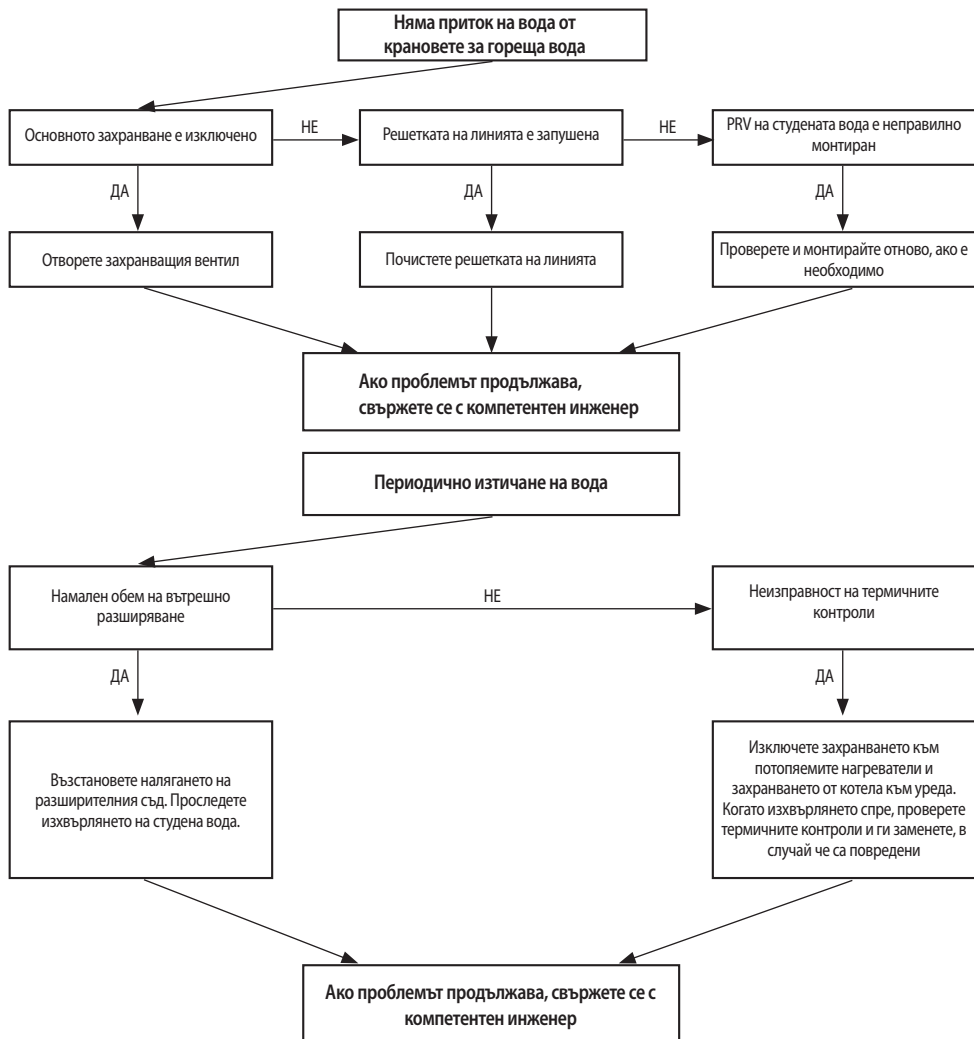 Няма приток на вода от
крановете за гореща вода
Основното захранване е изключено
НЕ
Решетката на линията е запушена
НЕ
PRV на студената вода е неправилно
монтиран
ДА
ДА
ДА
Отворете захранващия вентил
Почистете решетката на линията
Проверете и монтирайте отново, ако е
необходимо
Ако проблемът продължава,
свържете се с компетентен инженер
Периодично изтичане на вода
Намален обем на вътрешно
разширяване
НЕ
Неизправност на термичните
контроли
ДА
ДА
Възстановете налягането на
разширителния съд. Проследете
изхвърлянето на студена вода.
Изключете захранването към
потопяемите нагреватели и
захранването от котела към уреда.
Когато изхвърлянето спре, проверете
термичните контроли и ги заменете, в
случай че са повредени
Ако проблемът продължава, свържете се с
компетентен инженер